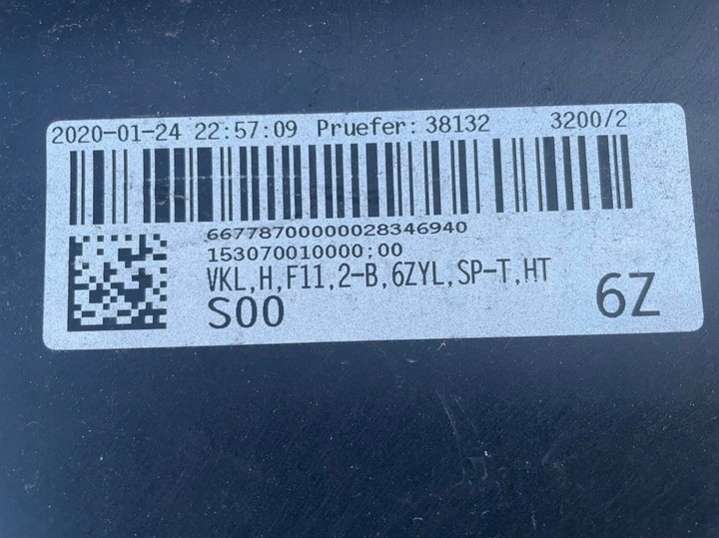 2020-01-24 22:57:09 Pruefer: 38132 3200/2
66778700000028346940
153070010000;00
VKL,H,F11,2-B,6ZYL,SP-T,HT
S00 6Z